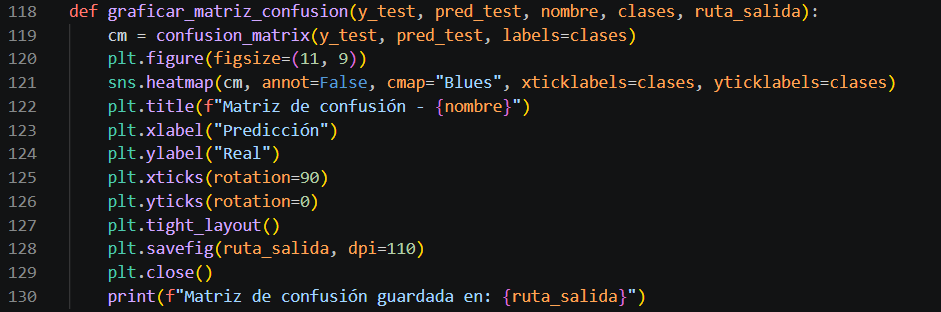 118 def graficar_matriz_confusion(y_test, pred_test, nombre, clases, ruta_salida):
119     cm = confusion_matrix(y_test, pred_test, labels=clases)
120     plt.figure(figsize=(11, 9))
121     sns.heatmap(cm, annot=False, cmap="Blues", xticklabels=clases, yticklabels=clases)
122     plt.title(f"Matriz de confusión - {nombre}")
123     plt.xlabel("Predicción")
124     plt.ylabel("Real")
125     plt.xticks(rotation=90)
126     plt.yticks(rotation=0)
127     plt.tight_layout()
128     plt.savefig(ruta_salida, dpi=110)
129     plt.close()
130     print(f"Matriz de confusión guardada en: {ruta_salida}")